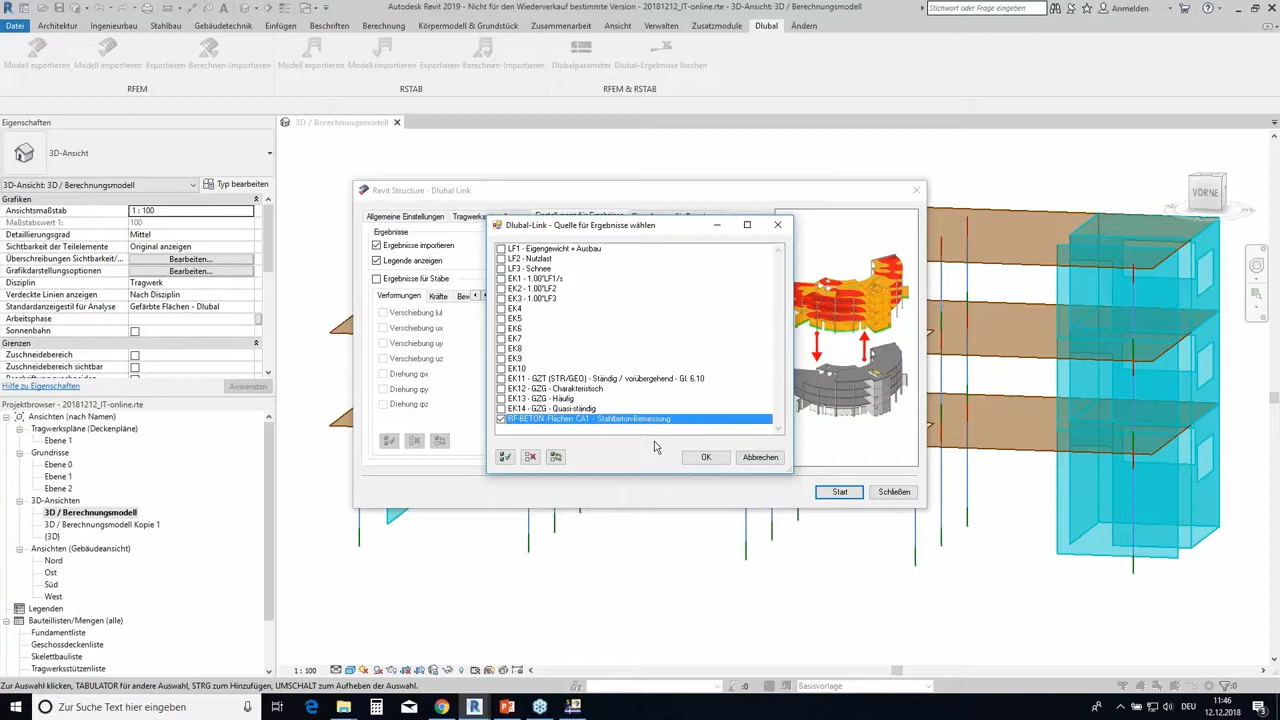 Autodesk Revit 2019 - Nicht für den Wiederverkauf bestimmte Version - 20181212_IT-online.rte - 3D-Ansicht: 3D / Berechnungsmodell
Stichwort oder Frage eingeben
Anmelden
Datei Architektur Ingenieurbau Stahlbau Gebäudetechnik Einfügen Beschriften Berechnung Körpermodell & Grundstück Zusammenarbeit Ansicht Verwalten Zusatzmodule Dlubal Ändern
Modell exportieren Modell importieren Exportieren-Berechnen-Importieren Modell exportieren Modell importieren Exportieren-Berechnen-Importieren Dlubalparameter Dlubal-Ergebnisse löschen
RFEM RSTAB RFEM & RSTAB
Eigenschaften
3D / Berechnungsmodell
3D-Ansicht
3D-Ansicht: 3D / Berechnungsmodell
Typ bearbeiten
Grafiken
Ansichtsmaßstab 1 : 100
Maßstabswert 1: 100
Detaillierungsgrad Mittel
Sichtbarkeit der Teilelemente Original anzeigen
Überschreibungen Sichtbarkeit/... Bearbeiten...
Grafikdarstellungsoptionen Bearbeiten...
Disziplin Tragwerk
Verdeckte Linien anzeigen Nach Disziplin
Standardanzeigestil für Analyse Gefärbte Flächen - Dlubal
Arbeitsphase
Sonnenbahn
Grenzen
Zuschneidebereich
Zuschneidebereich sichtbar
Hilfe zu Eigenschaften
Anwenden
Projektbrowser - 20181212_IT-online.rte
Ansichten (nach Namen)
Tragwerkspläne (Deckenpläne)
Ebene 1
Grundrisse
Ebene 0
Ebene 1
Ebene 2
3D-Ansichten
3D / Berechnungsmodell
3D / Berechnungsmodell Kopie 1
{3D}
Ansichten (Gebäudeansicht)
Nord
Ost
Süd
West
Legenden
Bauteillisten/Mengen (alle)
Fundamentliste
Geschossdeckenliste
Skelettbauliste
Tragwerksstützenliste
Revit Structure - Dlubal Link
Allgemeine Einstellungen
Ergebnisse
Ergebnisse importieren
Legende anzeigen
Ergebnisse für Stäbe
Verformungen Kräfte
Verschiebung lul
Verschiebung ux
Verschiebung uy
Verschiebung uz
Drehung φx
Drehung φy
Drehung φz
Start
Schließen
Dlubal-Link - Quelle für Ergebnisse wählen
LF1 - Eigengewicht + Ausbau
LF2 - Nutzlast
LF3 - Schnee
EK1 - 1.00*LF1/s
EK2 - 1.00*LF2
EK3 - 1.00*LF3
EK4
EK5
EK6
EK7
EK8
EK9
EK10
EK11 - GZT (STR/GEO) - Ständig / vorübergehend - Gl. 6.10
EK12 - GZG - Charakteristisch
EK13 - GZG - Häufig
EK14 - GZG - Quasi-ständig
RF-BETON Flächen CA1 - Stahlbeton-Bemessung
OK
Abbrechen
VORNE
1 : 100
Zur Auswahl klicken, TABULATOR für andere Auswahl, STRG zum Hinzufügen, UMSCHALT zum Aufheben der Auswahl.
:0
Basisvorlage
:0
Zur Suche Text hier eingeben
DEU
11:46
12.12.2018